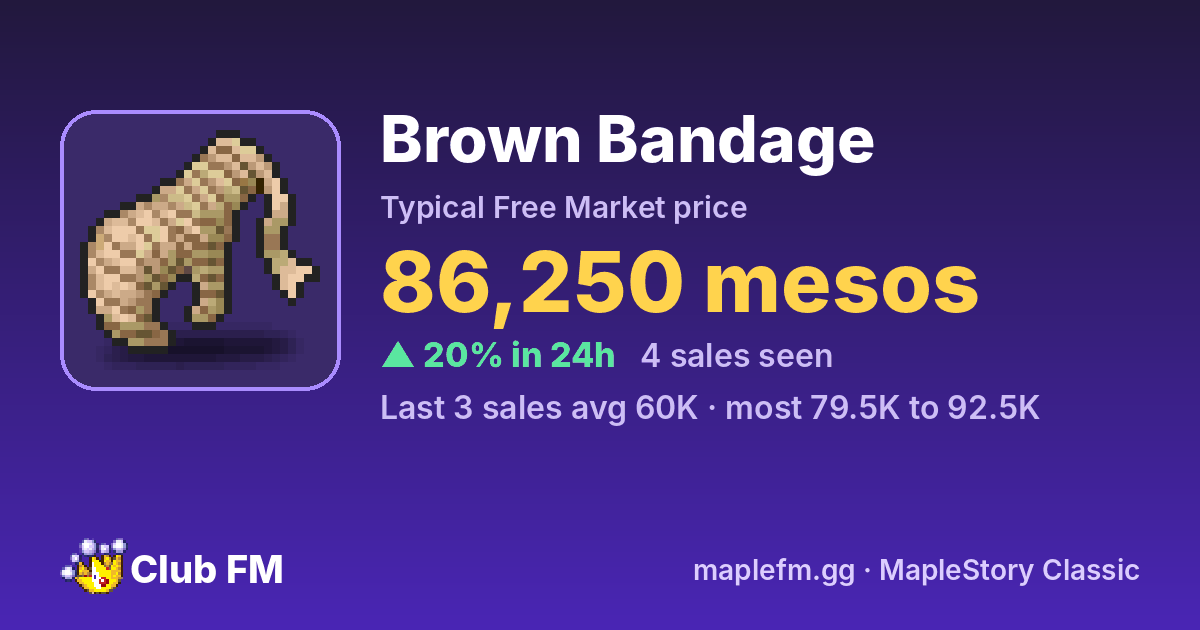 Brown Bandage
Typical Free Market price
86,250 mesos
▲ 20% in 24h 4 sales seen
Last 3 sales avg 60K · most 79.5K to 92.5K
Club FM
maplefm.gg · MapleStory Classic